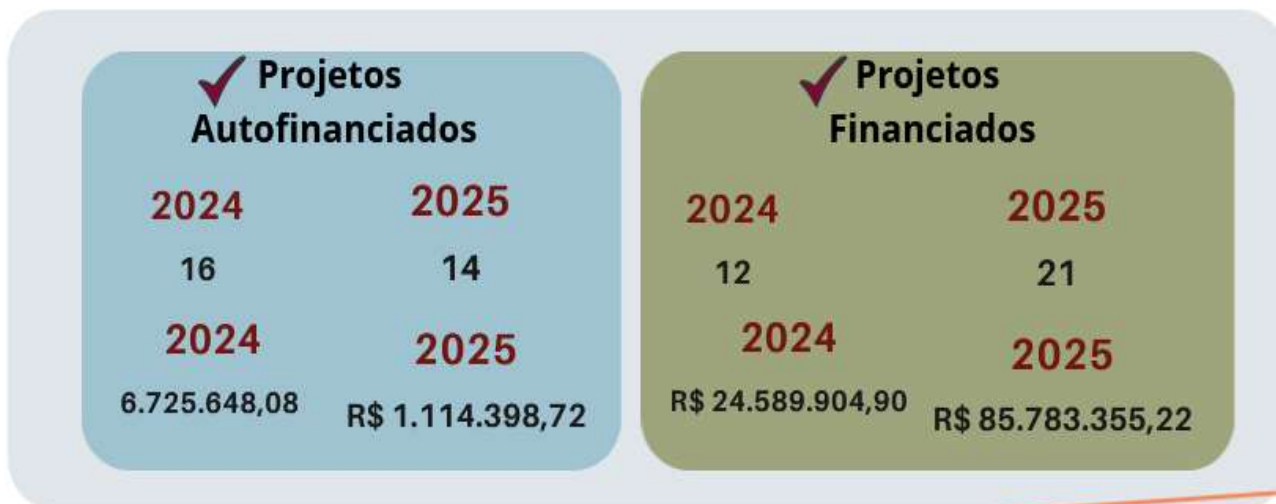 Projetos
Autofinanciados
2024 2025
16 14
2024 2025
6.725.648,08 R$ 1.114.398,72
Projetos
Financiados
2024 2025
12 21
2024 2025
R$ 24.589.904,90 R$ 85.783.355,22